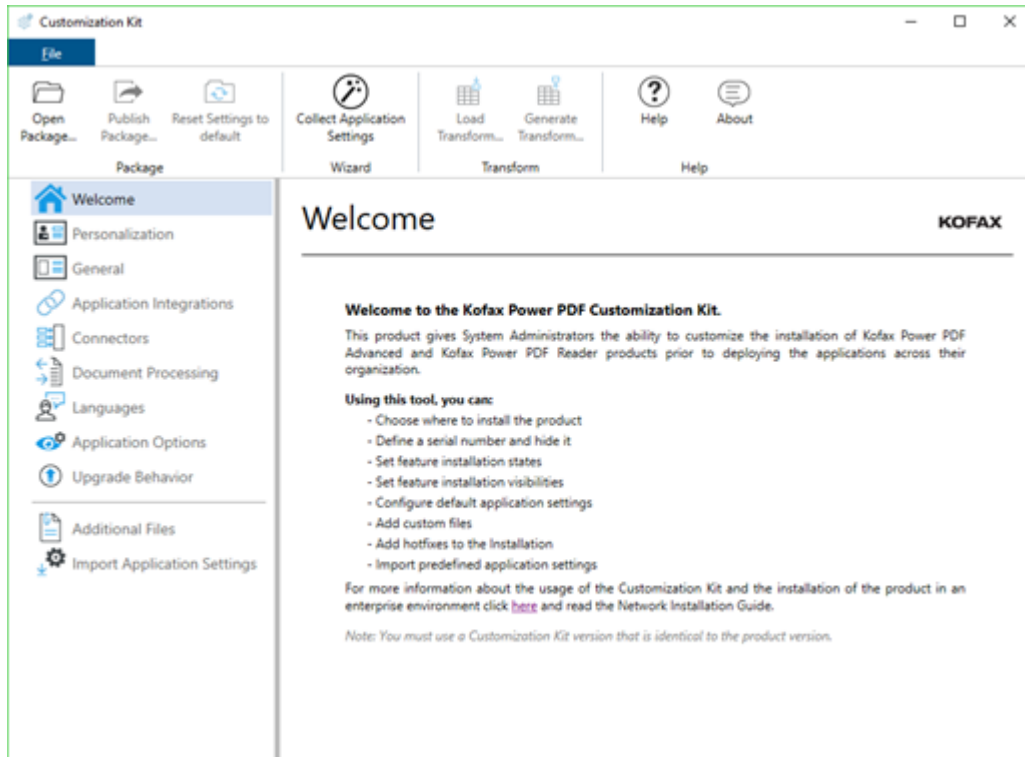 Customization Kit
File
Open Package...
Publish Package...
Reset Settings to default
Package
Collect Application Settings
Wizard
Load Transform...
Generate Transform...
Transform
Help
About
Help
Welcome
Personalization
General
Application Integrations
Connectors
Document Processing
Languages
Application Options
Upgrade Behavior
Additional Files
Import Application Settings
Welcome
KOFAX
Welcome to the Kofax Power PDF Customization Kit.
This product gives System Administrators the ability to customize the installation of Kofax Power PDF
Advanced and Kofax Power PDF Reader products prior to deploying the applications across their
organization.
Using this tool, you can:
- Choose where to install the product
- Define a serial number and hide it
- Set feature installation states
- Set feature installation visibilities
- Configure default application settings
- Add custom files
- Add hotfixes to the Installation
- Import predefined application settings
For more information about the usage of the Customization Kit and the installation of the product in an
enterprise environment click here and read the Network Installation Guide.
Note: You must use a Customization Kit version that is identical to the product version.